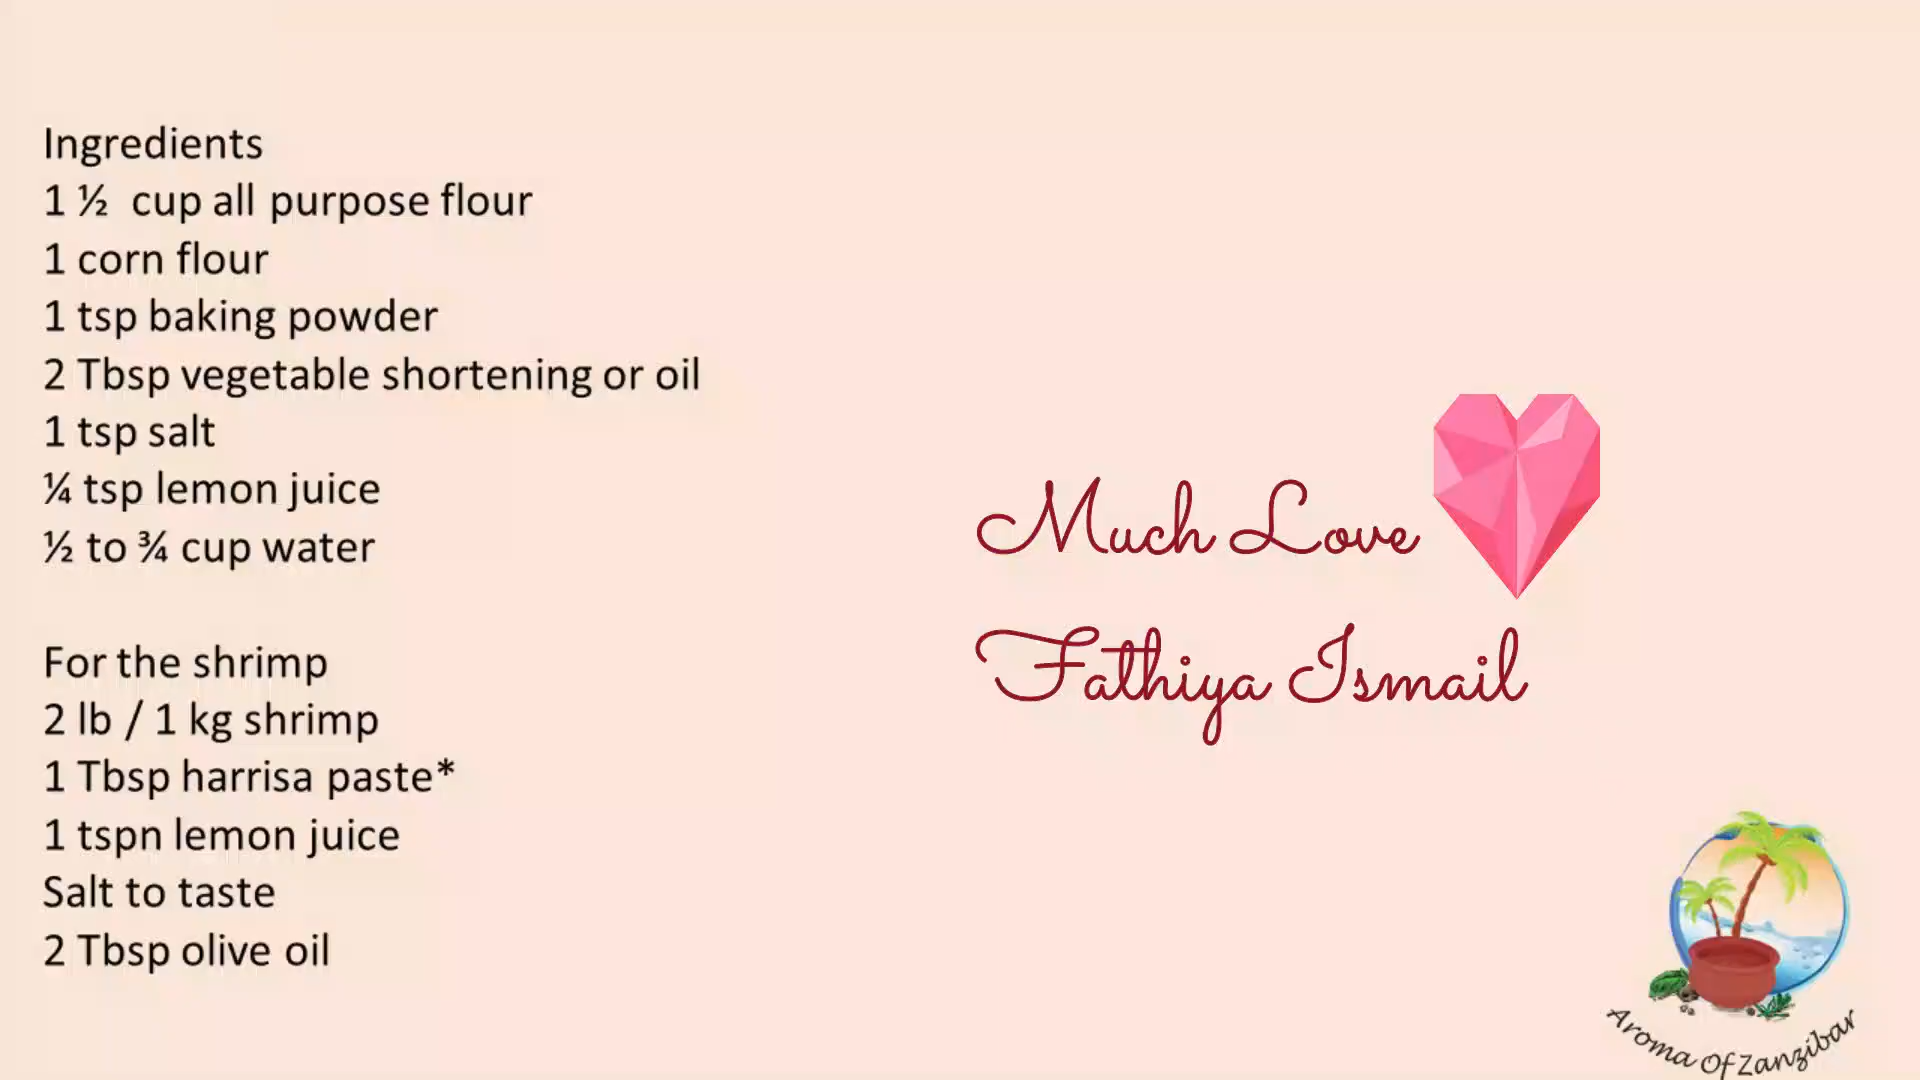 Ingredients
1 ½ cup all purpose flour
1 corn flour
1 tsp baking powder
2 Tbsp vegetable shortening or oil
1 tsp salt
¼ tsp lemon juice
½ to ¾ cup water
For the shrimp
2 lb / 1 kg shrimp
1 Tbsp harrisa paste*
1 tspn lemon juice
Salt to taste
2 Tbsp olive oil
Much Love
Fathiya Ismail
Aroma Of Zanzibar